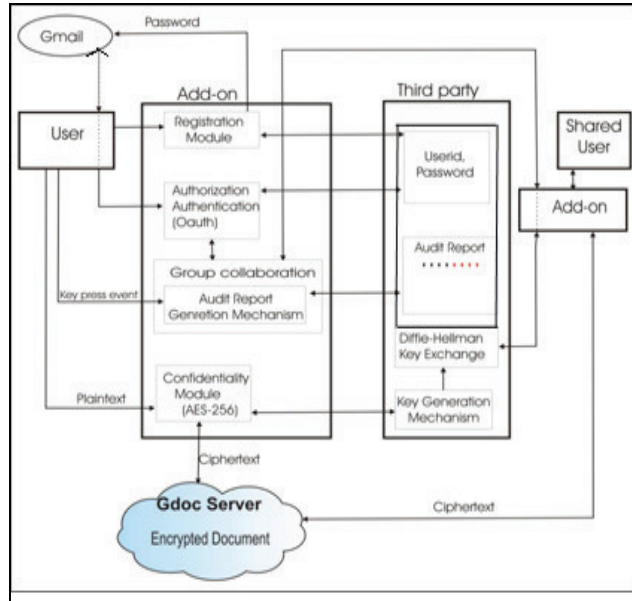 Password
Gmail
Add-on
Third party
User
Registration
Module
Userid,
Password
Shared
User
Authorization
Authentication
(Oauth)
Add-on
Audit Report
Group collaboration
Key press event
Audit Report
Genretion Mechanism
Diffie-Hellman
Key Exchange
Confidentiality
Module
(AES-256)
Plaintext
Key Generation
Mechanism
Ciphertext
Gdoc Server
Ciphertext
Encrypted Document